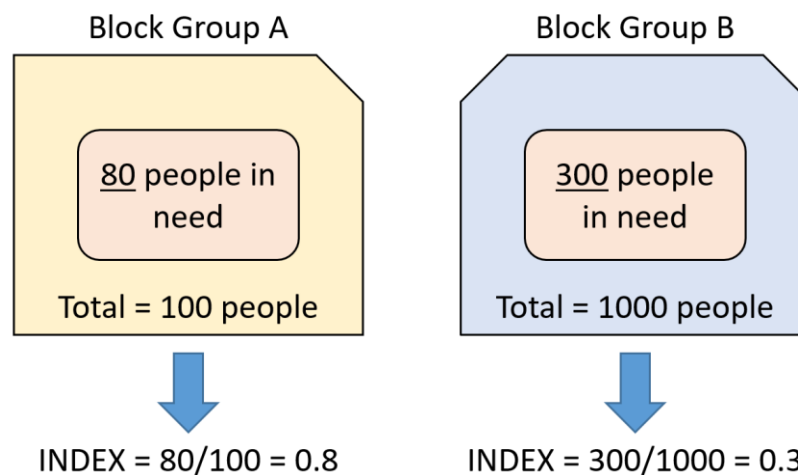 Block Group A
80 people in
need
Total = 100 people
INDEX = 80/100 = 0.8
Block Group B
300 people
in need
Total = 1000 people
INDEX = 300/1000 = 0.3